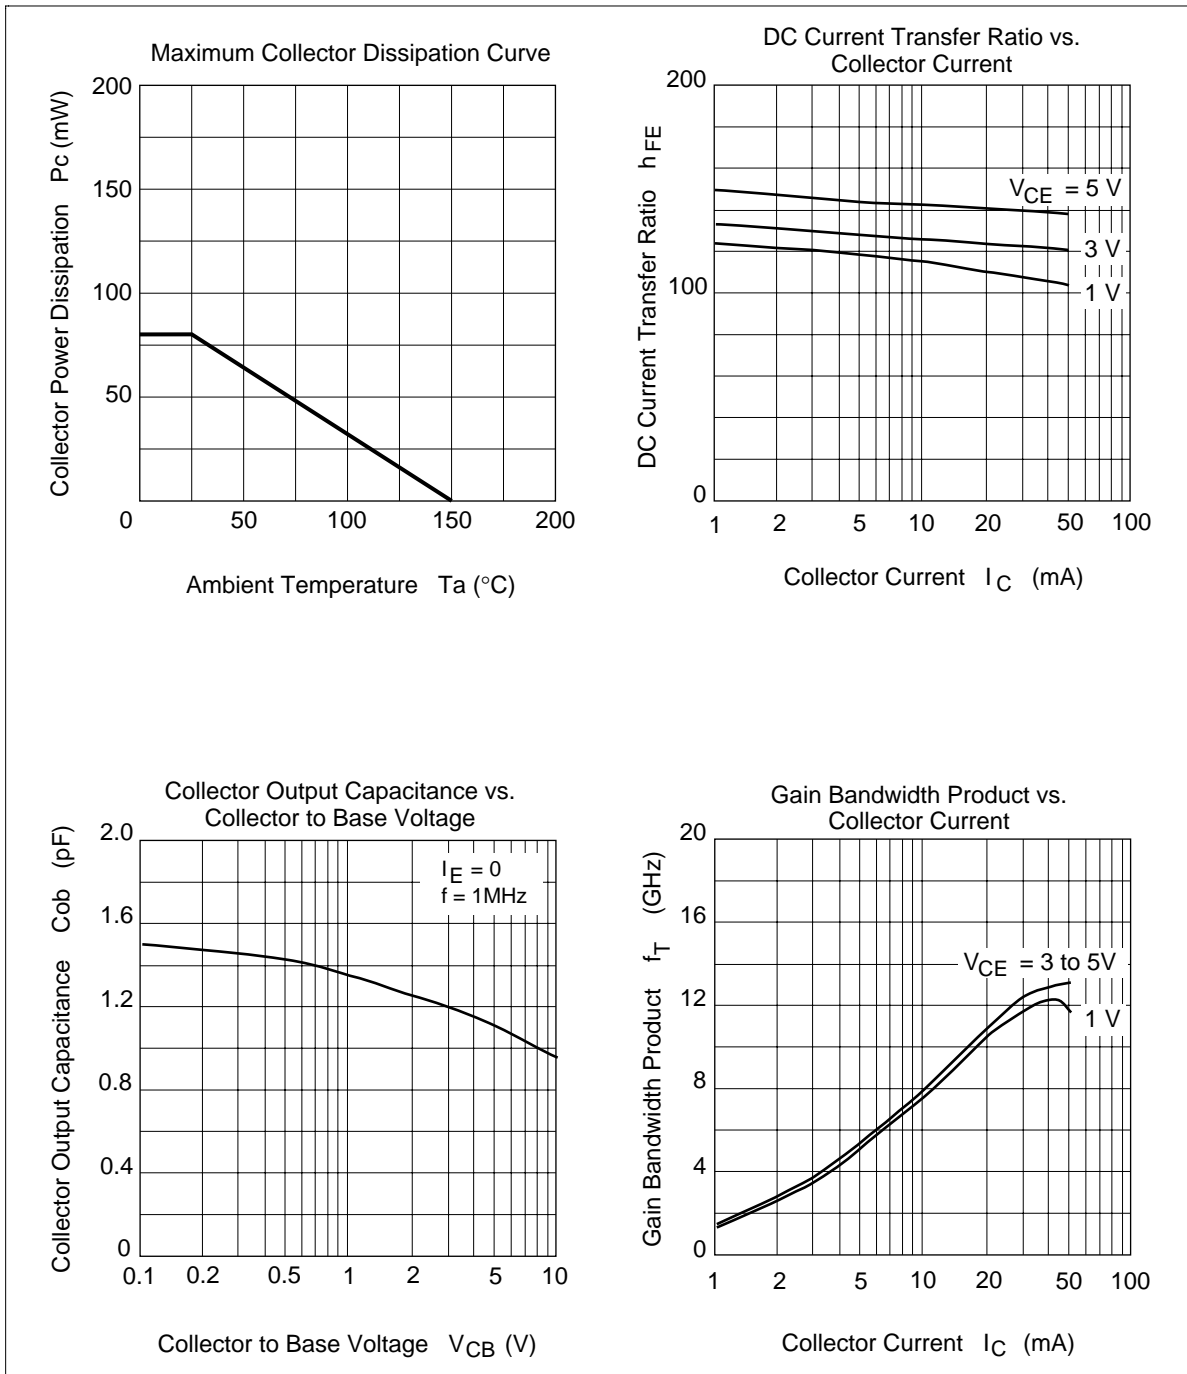 Maximum Collector Dissipation Curve
Collector Power Dissipation Pc (mW)
200
150
100
50
0 50 100 150 200
Ambient Temperature Ta (°C)
DC Current Transfer Ratio vs.
Collector Current
DC Current Transfer Ratio hFE
200
100
0
VCE = 5 V
3 V
1 V
1 2 5 10 20 50 100
Collector Current IC (mA)
Collector Output Capacitance vs.
Collector to Base Voltage
Collector Output Capacitance Cob (pF)
2.0
1.6
1.2
0.8
0.4
0
IE = 0
f = 1MHz
0.1 0.2 0.5 1 2 5 10
Collector to Base Voltage VCB (V)
Gain Bandwidth Product vs.
Collector Current
Gain Bandwidth Product fT (GHz)
20
16
12
8
4
0
VCE = 3 to 5V
1 V
1 2 5 10 20 50 100
Collector Current IC (mA)